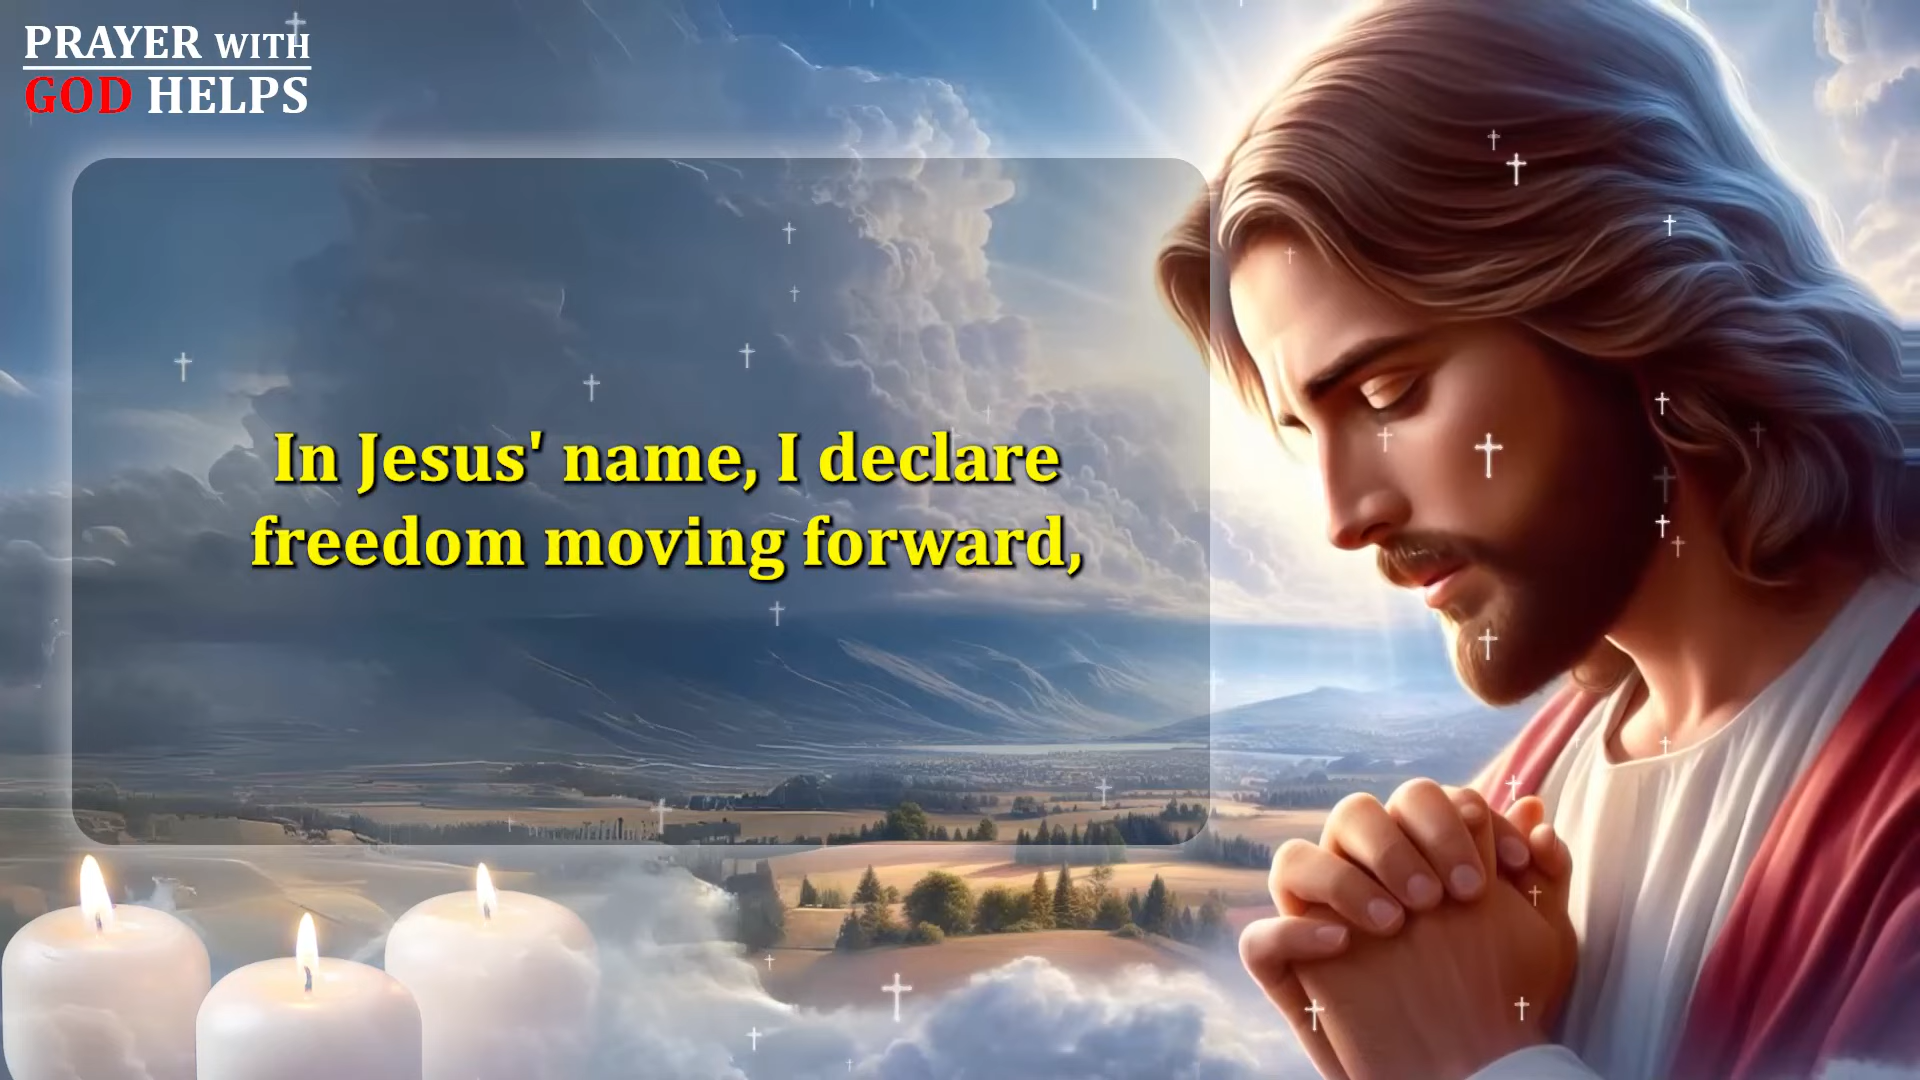 PRAYER WITH
GOD HELPS
In Jesus' name, I declare
freedom moving forward,